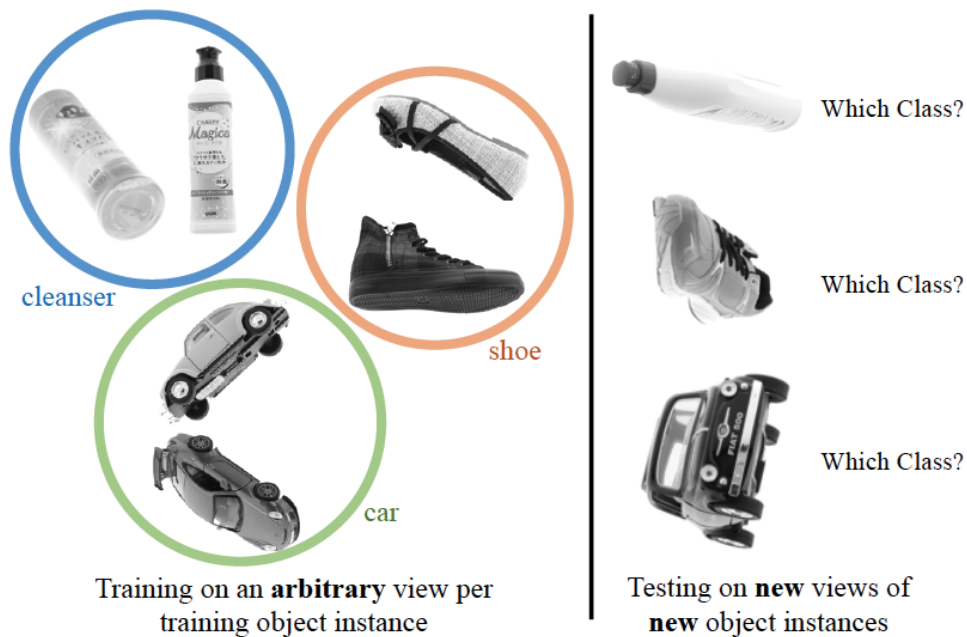 CHARMY
Magica
cleanser
shoe
car
Training on an arbitrary view per
training object instance
Which Class?
Which Class?
FIAT 500
Which Class?
Testing on new views of
new object instances